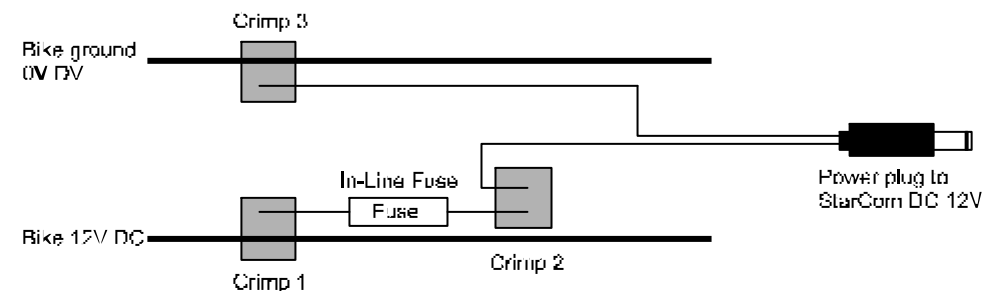 Crimp 3
Bike ground
0V DV
In-Line Fuse
Fuse
Power plug to
StarCom DC 12V
Bike 12V DC
Crimp 2
Crimp 1